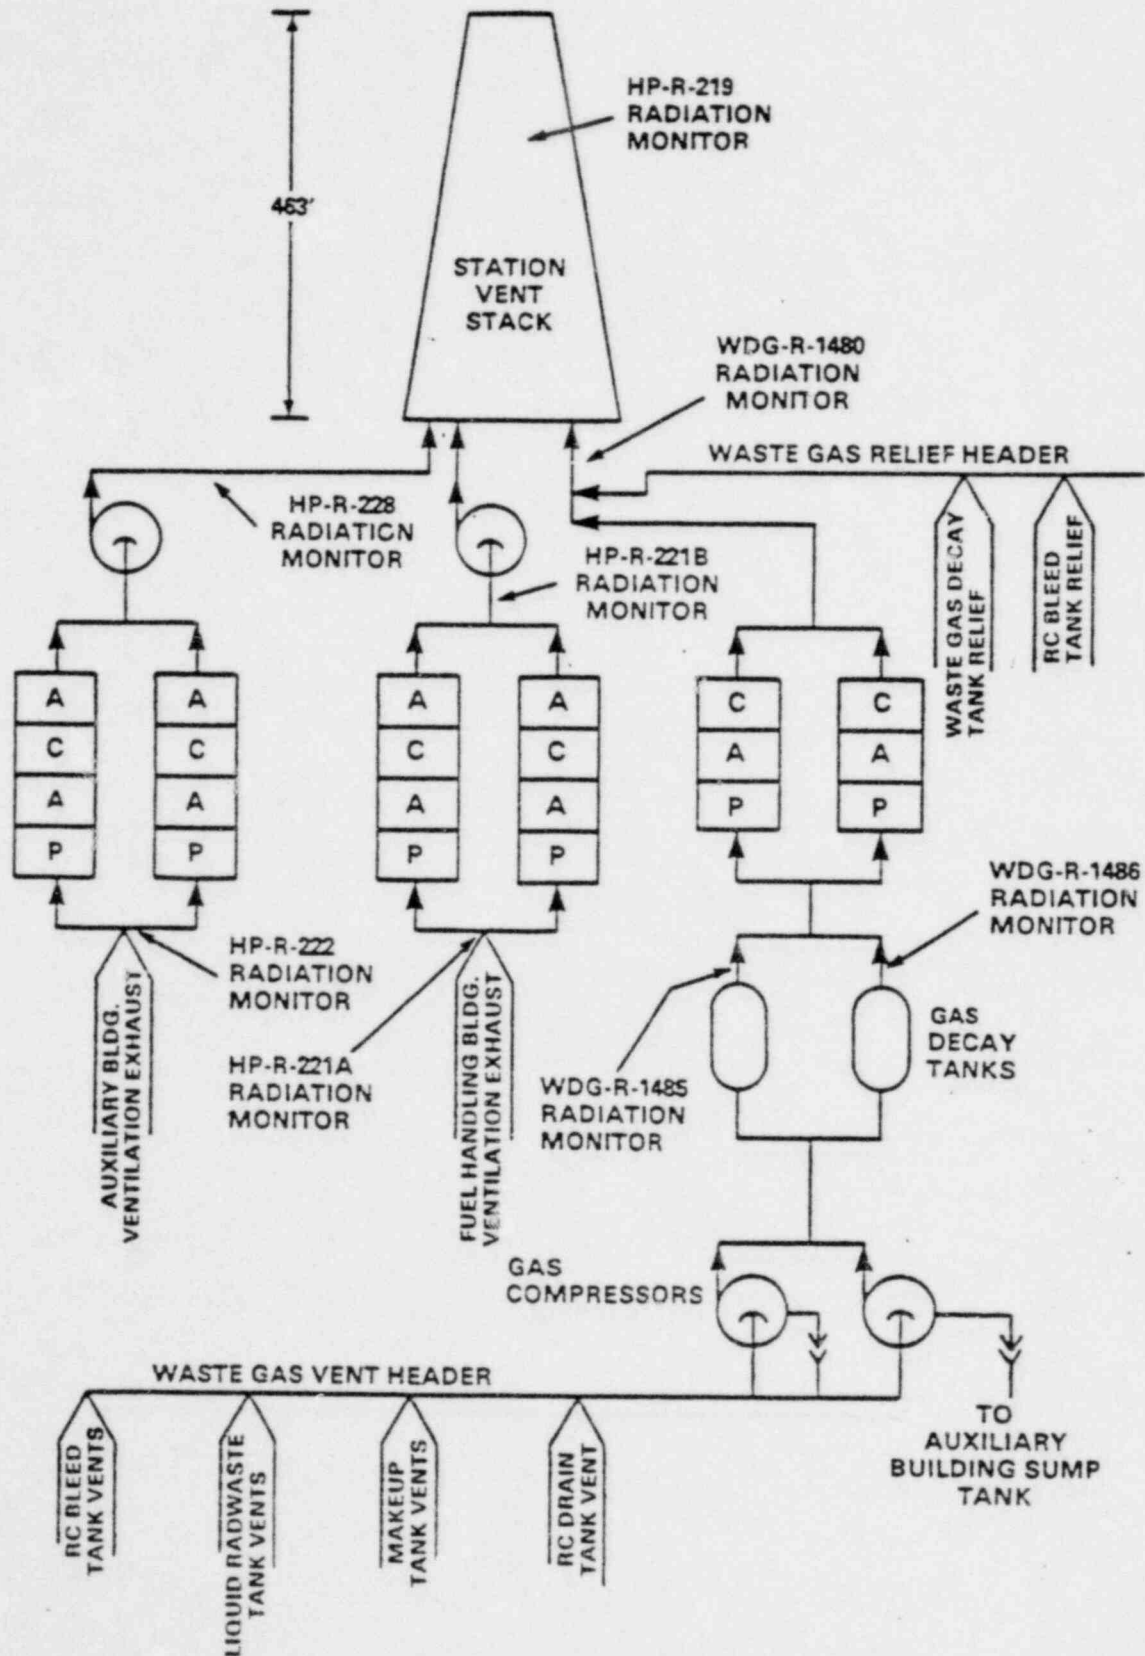 HP-R-219
RADIATION
MONITOR
463'
STATION
VENT
STACK
WDG-R-1480
RADIATION
MONITOR
WASTE GAS RELIEF HEADER
HP-R-228
RADIATION
MONITOR
HP-R-221B
RADIATION
MONITOR
WASTE GAS DECAY
TANK RELIEF
RC BLEED
TANK RELIEF
A
C
A
P
A
C
A
P
A
C
A
P
A
C
A
P
C
A
P
C
A
P
WDG-R-1486
RADIATION
MONITOR
HP-R-222
RADIATION
MONITOR
AUXILIARY BLDG.
VENTILATION EXHAUST
HP-R-221A
RADIATION
MONITOR
FUEL HANDLING BLDG.
VENTILATION EXHAUST
WDG-R-1485
RADIATION
MONITOR
GAS
DECAY
TANKS
GAS
COMPRESSORS
WASTE GAS VENT HEADER
RC BLEED
TANK VENTS
LIQUID RADWASTE
TANK VENTS
MAKEUP
TANK VENTS
RC DRAIN
TANK VENT
TO
AUXILIARY
BUILDING SUMP
TANK